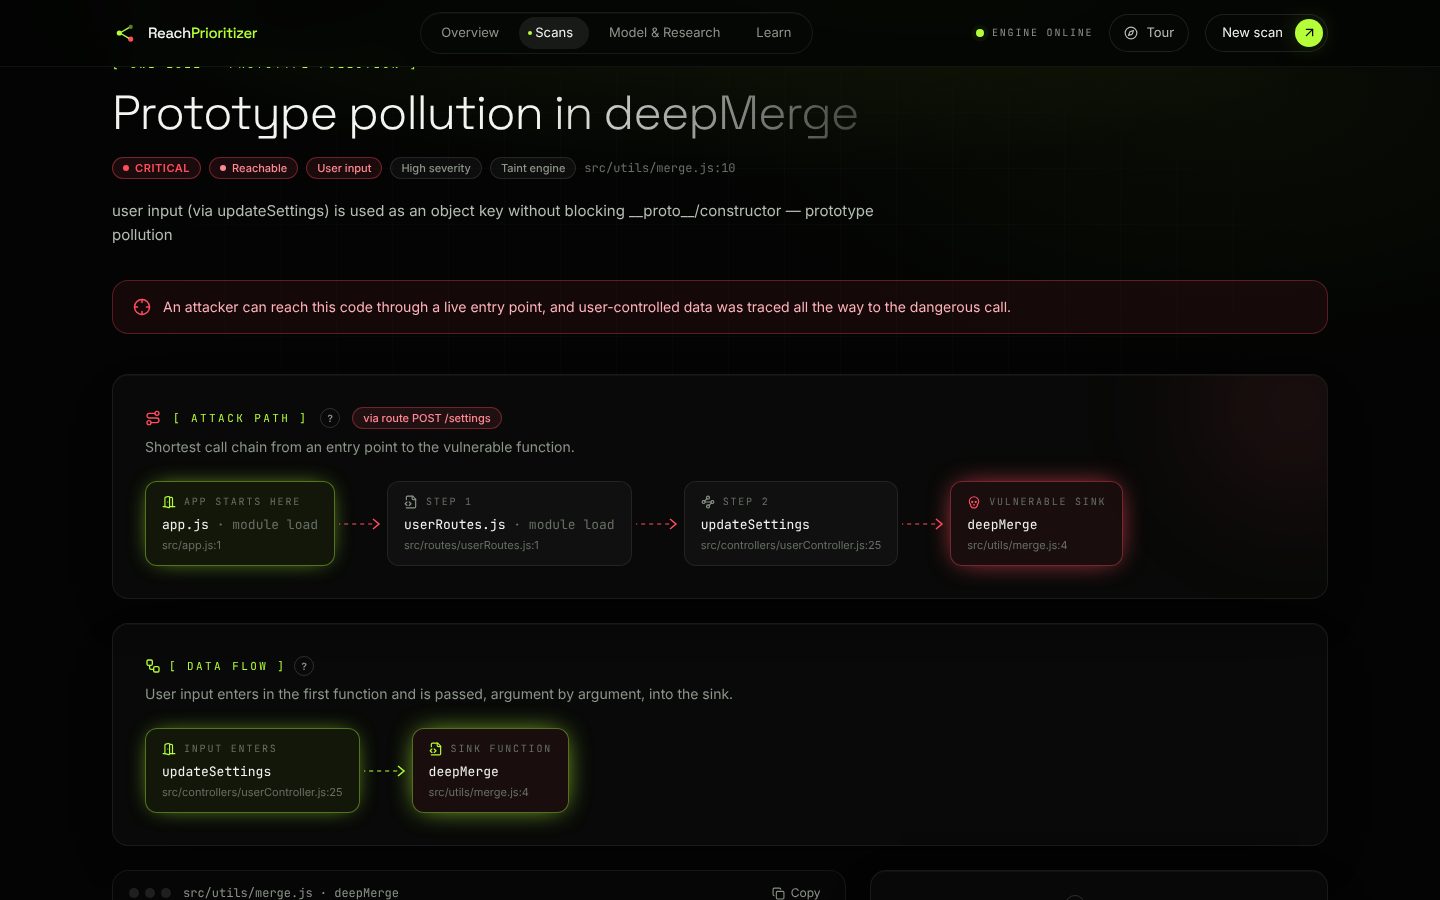 ReachPrioritizer
Overview
Scans
Model & Research
Learn
ENGINE ONLINE
Tour
New scan
Prototype pollution in deepMerge
CRITICAL
Reachable
User input
High severity
Taint engine
src/utils/merge.js:10
user input (via updateSettings) is used as an object key without blocking __proto__/constructor — prototype
pollution
An attacker can reach this code through a live entry point, and user-controlled data was traced all the way to the dangerous call.
[ ATTACK PATH ]
?
via route POST /settings
Shortest call chain from an entry point to the vulnerable function.
APP STARTS HERE
app.js · module load
src/app.js:1
STEP 1
userRoutes.js · module load
src/routes/userRoutes.js:1
STEP 2
updateSettings
src/controllers/userController.js:25
VULNERABLE SINK
deepMerge
src/utils/merge.js:4
[ DATA FLOW ]
?
User input enters in the first function and is passed, argument by argument, into the sink.
INPUT ENTERS
updateSettings
src/controllers/userController.js:25
SINK FUNCTION
deepMerge
src/utils/merge.js:4
src/utils/merge.js · deepMerge
Copy